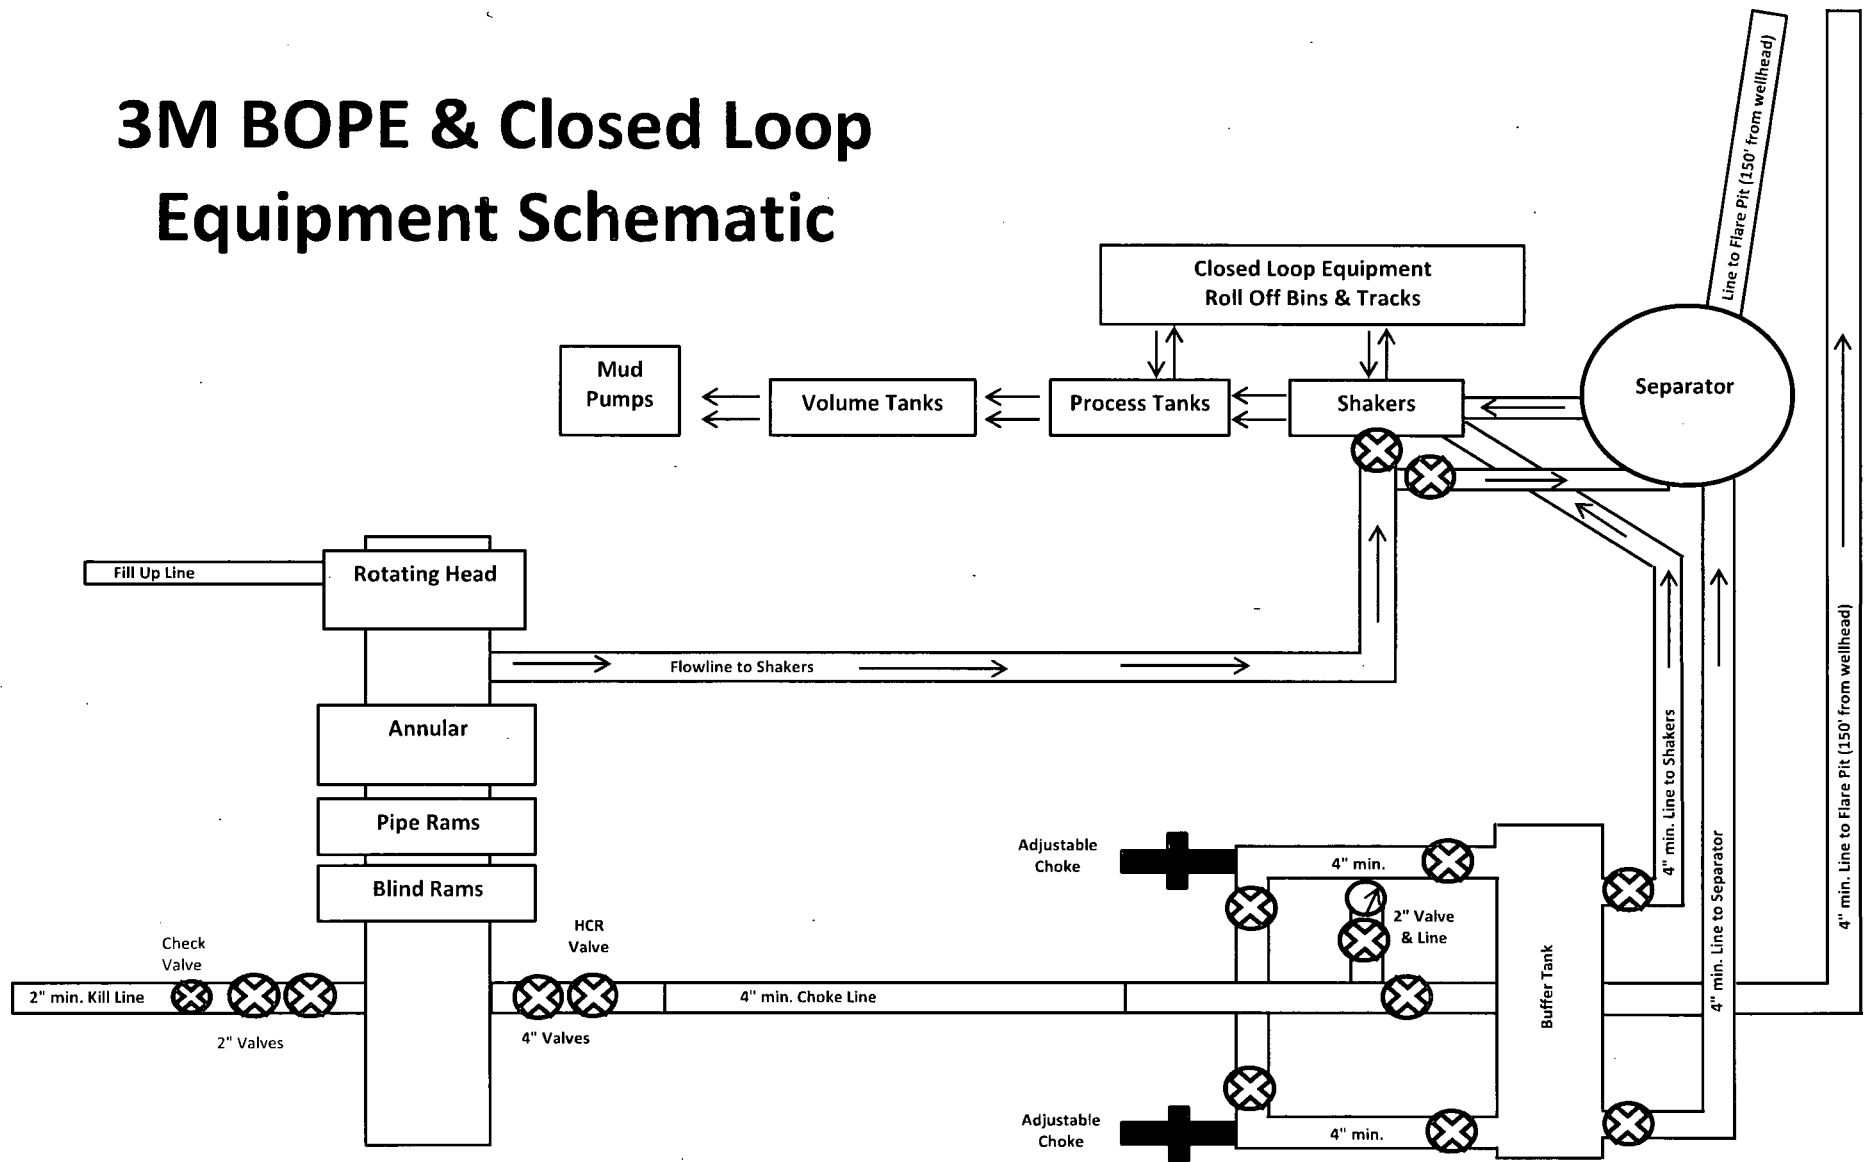 3M BOPE & Closed Loop
Equipment Schematic
Line to Flare Pit (150' from wellhead)
Closed Loop Equipment
Roll Off Bins & Tracks
Mud
Pumps
Volume Tanks
Process Tanks
Shakers
Separator
Fill Up Line
Rotating Head
Flowline to Shakers
Annular
Pipe Rams
Blind Rams
4" min. Line to Shakers
4" min. Line to Separator
4" min. Line to Flare Pit (150' from wellhead)
Adjustable
Choke
4" min.
2" Valve
& Line
Check
Valve
HCR
Valve
2" min. Kill Line
4" min. Choke Line
Buffer Tank
2" Valves
4" Valves
Adjustable
Choke
4" min.